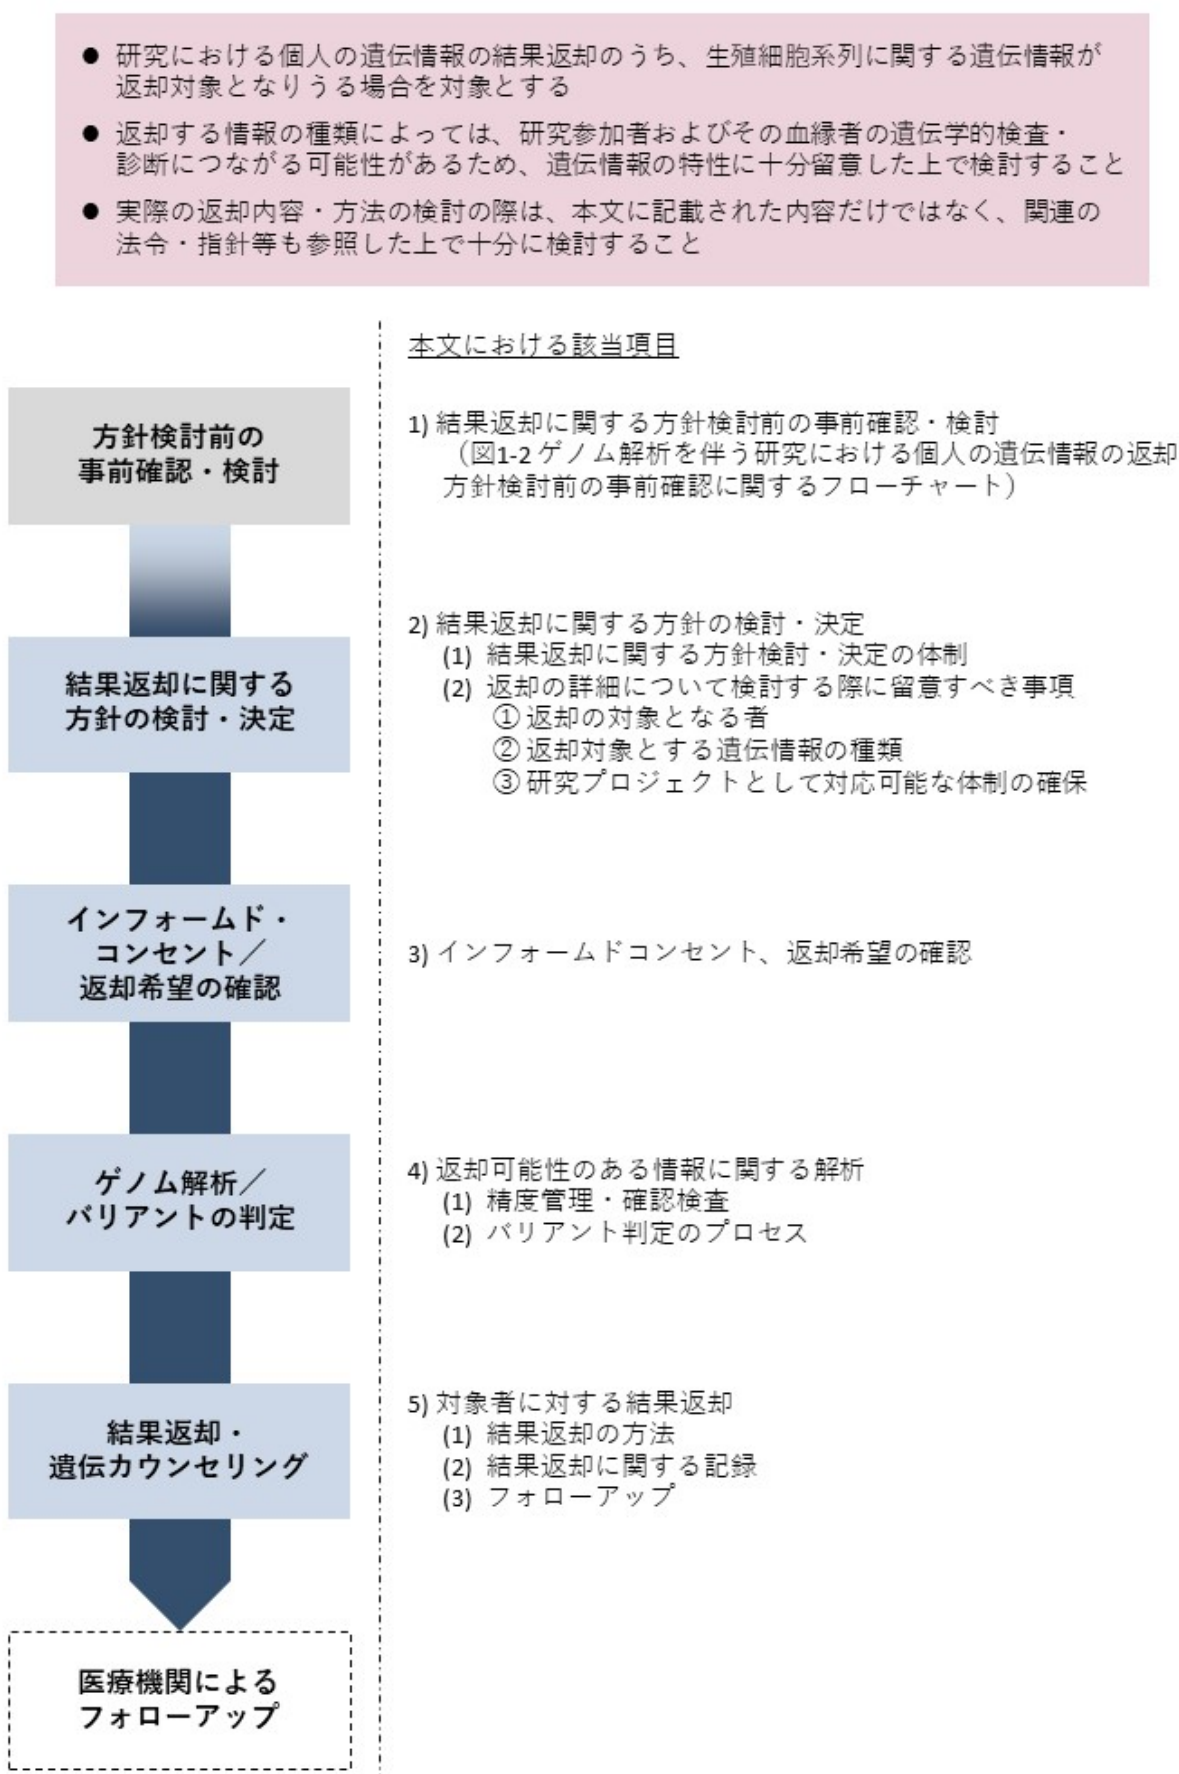 ● 研究における個人の遺伝情報の結果返却のうち、生殖細胞系列に関する遺伝情報が
返却対象となりうる場合を対象とする
● 返却する情報の種類によっては、研究参加者およびその血縁者の遺伝学的検査・
診断につながる可能性があるため、遺伝情報の特性に十分留意した上で検討すること
● 実際の返却内容・方法の検討の際は、本文に記載された内容だけではなく、関連の
法令・指針等も参照した上で十分に検討すること
本文における該当項目
方針検討前の
事前確認・検討
1) 結果返却に関する方針検討前の事前確認・検討
（図1-2 ゲノム解析を伴う研究における個人の遺伝情報の返却
方針検討前の事前確認に関するフローチャート）
結果返却に関する
方針の検討・決定
2) 結果返却に関する方針の検討・決定
(1) 結果返却に関する方針検討・決定の体制
(2) 返却の詳細について検討する際に留意すべき事項
① 返却の対象となる者
② 返却対象とする遺伝情報の種類
③ 研究プロジェクトとして対応可能な体制の確保
インフォームド・
コンセント／
返却希望の確認
3) インフォームドコンセント、返却希望の確認
ゲノム解析／
バリアントの判定
4) 返却可能性のある情報に関する解析
(1) 精度管理・確認検査
(2) バリアント判定のプロセス
結果返却・
遺伝カウンセリング
5) 対象者に対する結果返却
(1) 結果返却の方法
(2) 結果返却に関する記録
(3) フォローアップ
医療機関による
フォローアップ